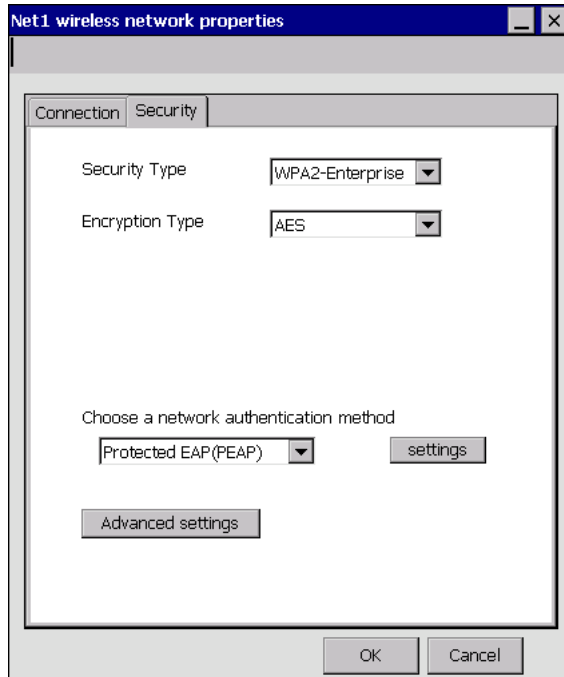 Net1 wireless network properties
Connection Security
Security Type WPA2-Enterprise
Encryption Type AES
Choose a network authentication method
Protected EAP(PEAP) settings
Advanced settings
OK Cancel